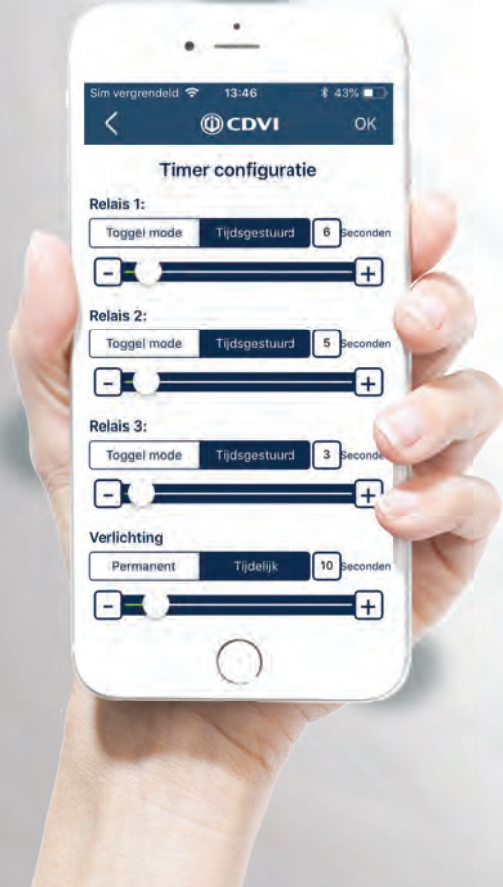 Sim vergrendeld 13:46 43%
CDVI OK
Timer configuratie
Relais 1:
Toggel mode Tijdsgestuurd 6 Seconden
- +
Relais 2:
Toggel mode Tijdsgestuurd 5 Seconden
- +
Relais 3:
Toggel mode Tijdsgestuurd 3 Seconde
- +
Verlichting
Permanent Tijdelijk 10 Seconden
- +